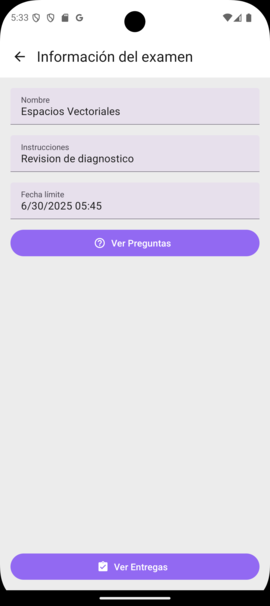 5:33
Información del examen
Nombre
Espacios Vectoriales
Instrucciones
Revision de diagnostico
Fecha límite
6/30/2025 05:45
Ver Preguntas
Ver Entregas